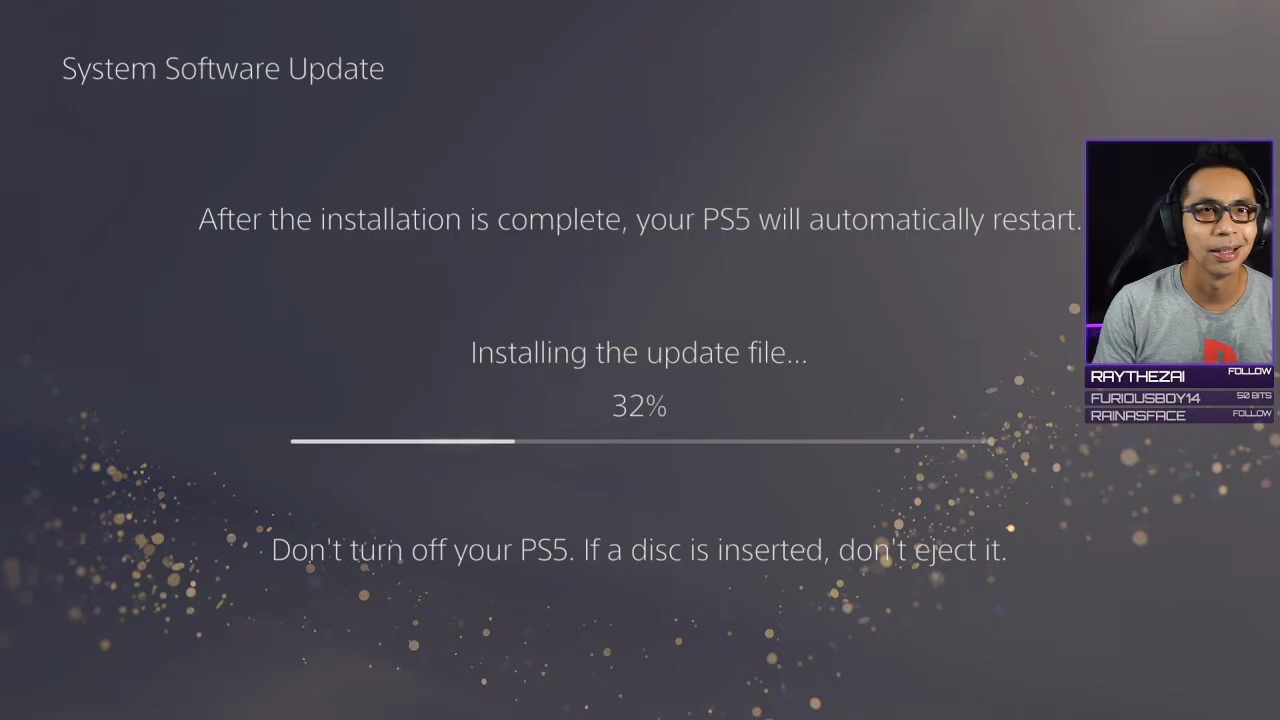 System Software Update
After the installation is complete, your PS5 will automatically restart.
Installing the update file...
32%
Don't turn off your PS5. If a disc is inserted, don't eject it.
RAYTHEZAI FOLLOW
FURIOUSBOY14 50 BITS
RAINASFACE FOLLOW